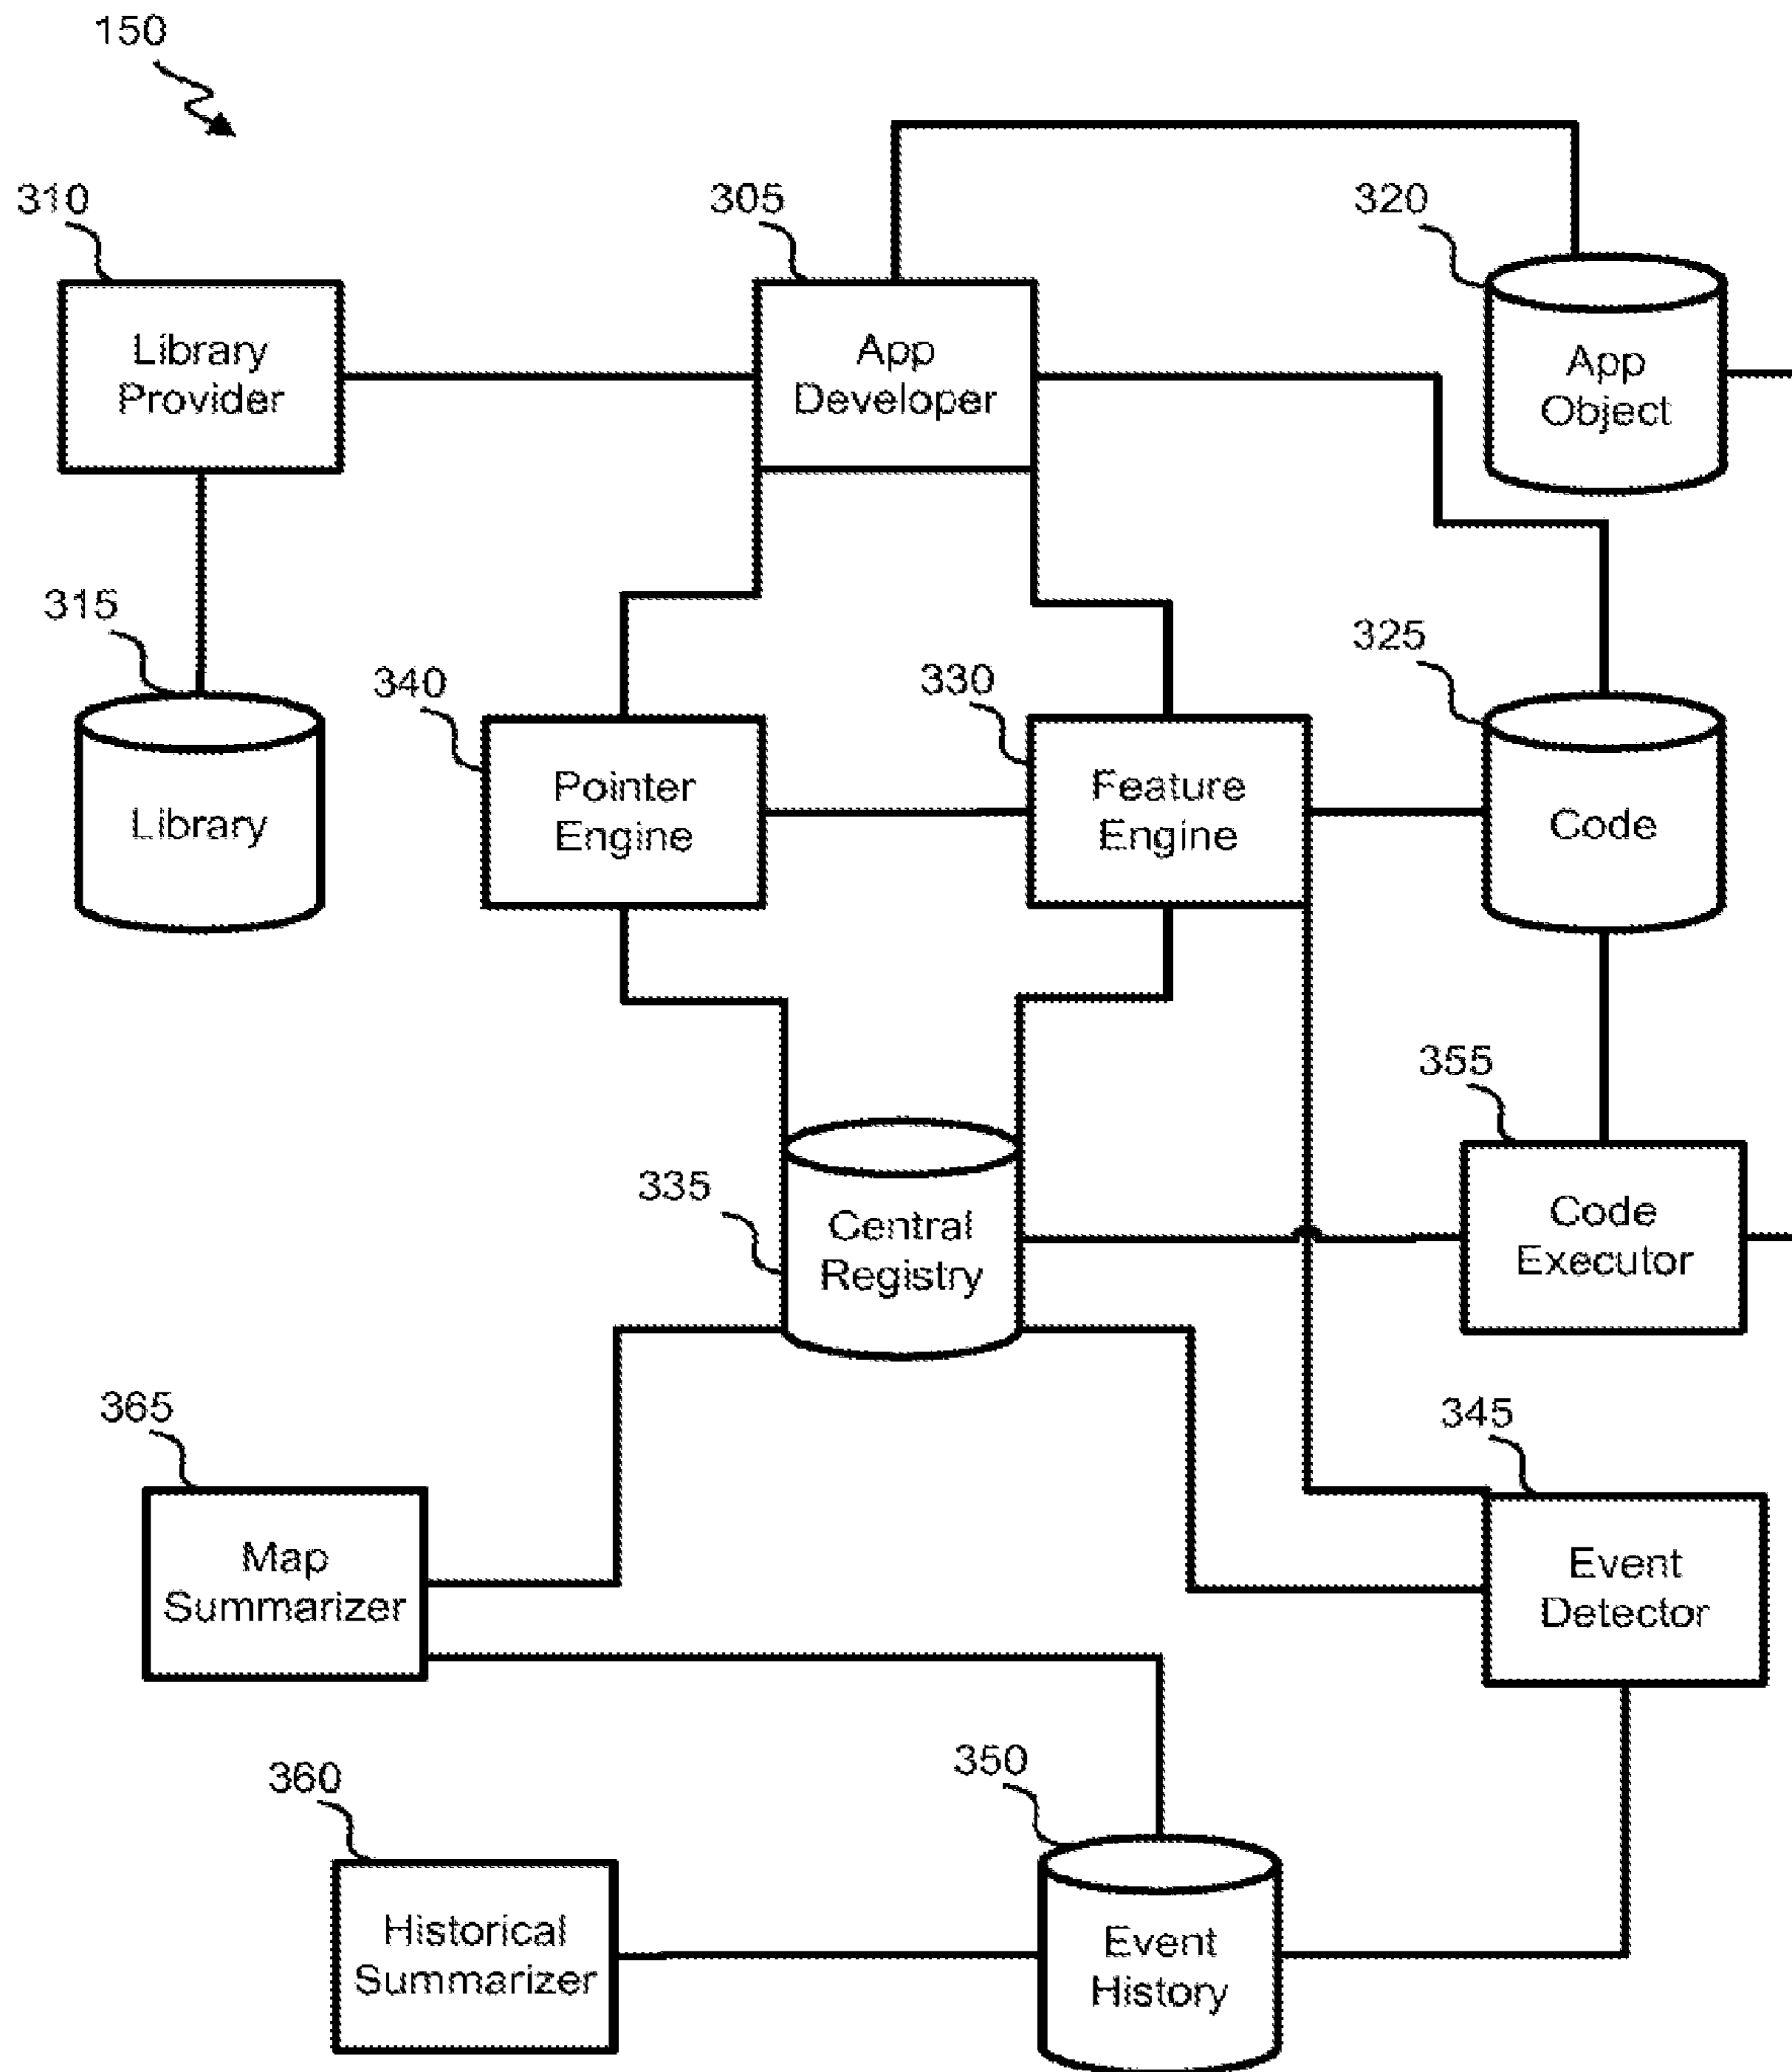 150
310
305
320
Library
Provider
App
Developer
App
Object
315
340
330
325
Library
Pointer
Engine
Feature
Engine
Code
335
355
Central
Registry
Code
Executor
365
345
Map
Summarizer
Event
Detector
360
350
Historical
Summarizer
Event
History